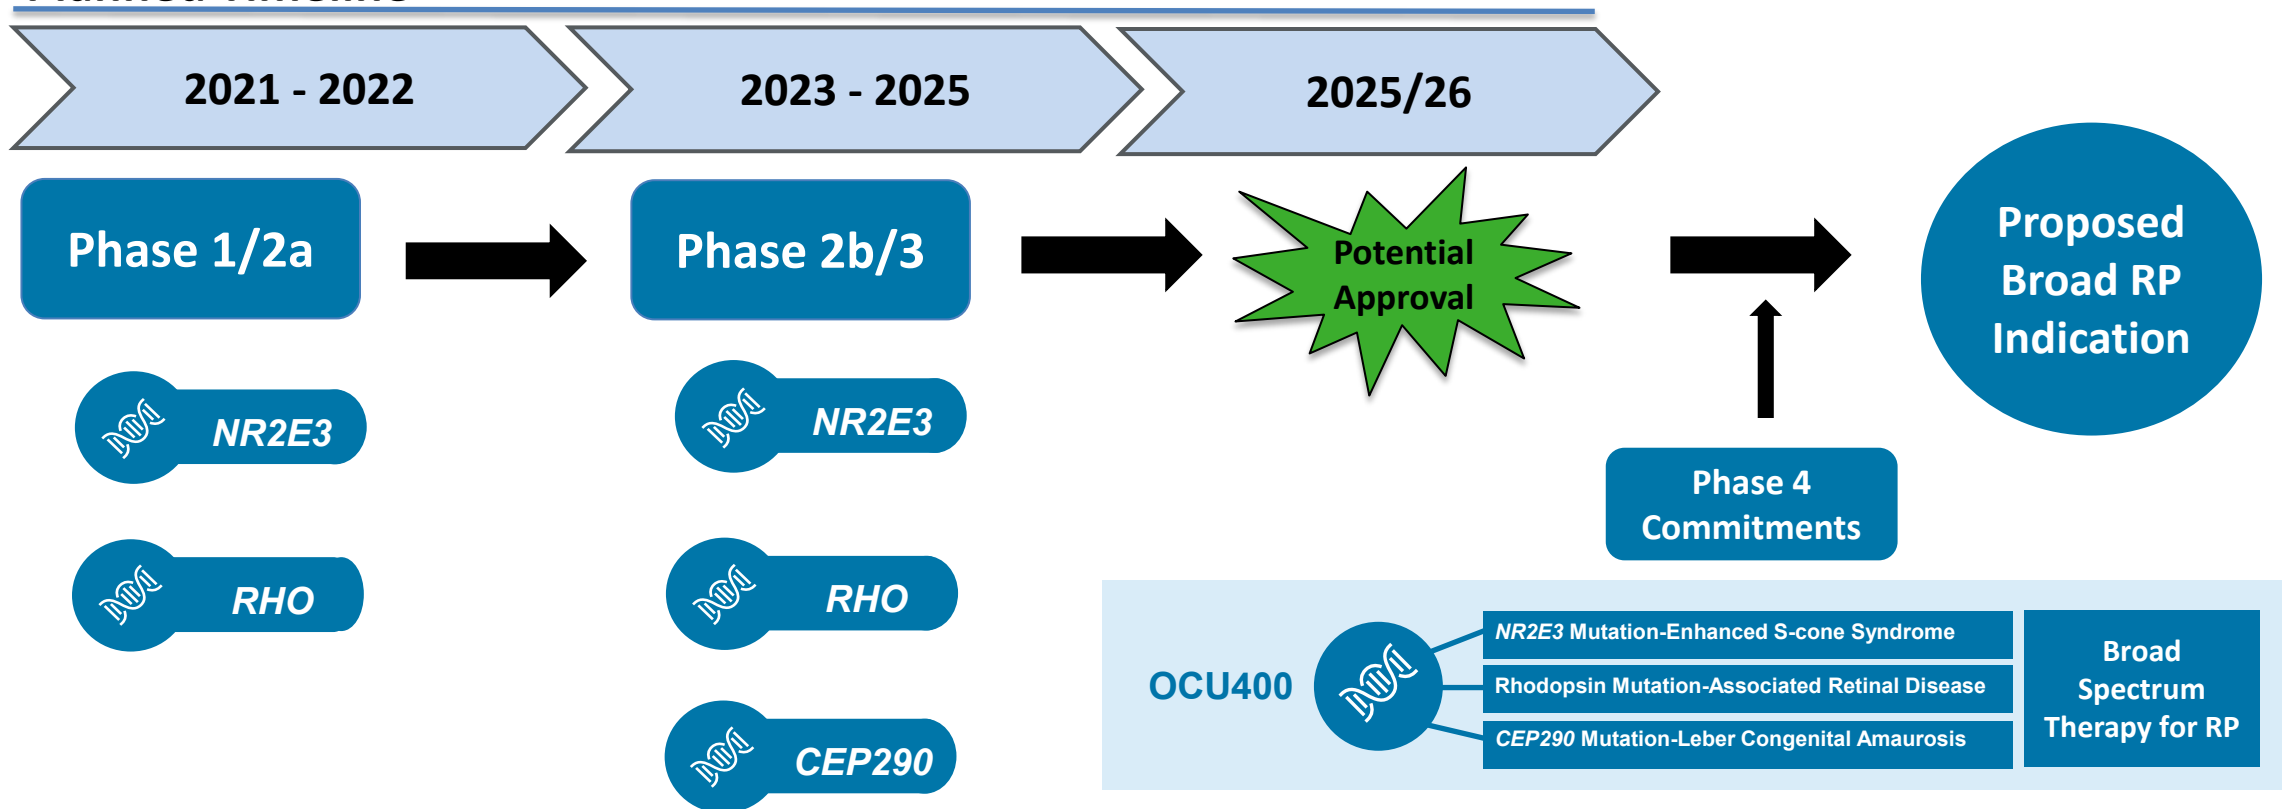 2021 - 2022
2023 - 2025
2025/26
Phase 1/2a
Phase 2b/3
Potential
Approval
Proposed
Broad RP
Indication
NR2E3
NR2E3
RHO
RHO
CEP290
Phase 4
Commitments
OCU400
NR2E3 Mutation-Enhanced S-cone Syndrome
Rhodopsin Mutation-Associated Retinal Disease
CEP290 Mutation-Leber Congenital Amaurosis
Broad
Spectrum
Therapy for RP